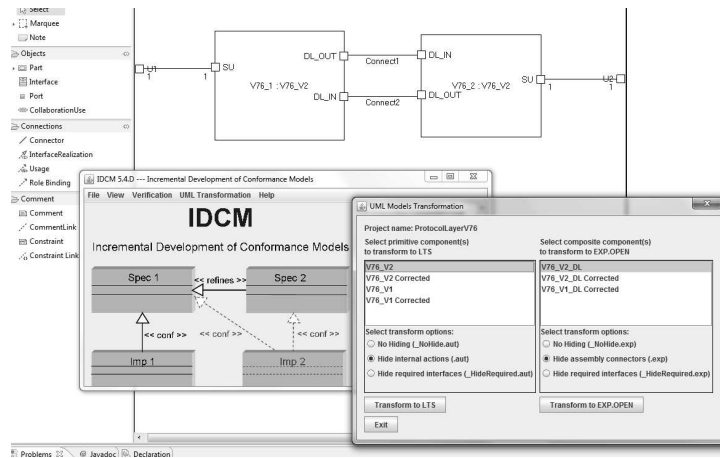 Select
Marquee
Note
Objects
Part
Interface
Port
CollaborationUse
Connections
Connector
InterfaceRealization
Usage
Role Binding
Comment
Comment
CommentLink
Constraint
Constraint Link
U1
1
1
SU
DL_OUT
V76_1 : V76_V2
DL_IN
Connect1
Connect2
DL_IN
V76_2 : V76_V2
DL_OUT
SU
1
U2
1
IDCM 5.4.D --- Incremental Development of Conformance Models
File View Verification UML Transformation Help
IDCM
Incremental Development of Conformance Models
Spec 1
<< refines >>
Spec 2
<< conf >>
<< conf >>
<< conf >>
Imp 1
Imp 2
UML Models Transformation
Project name: ProtocolLayerV76
Select primitive component(s)
to transform to LTS
V76_V2
V76_V2 Corrected
V76_V1
V76_V1 Corrected
Select transform options:
No Hiding (_NoHide.aut)
Hide internal actions (.aut)
Hide required interfaces (_HideRequired.aut)
Transform to LTS
Exit
Select composite component(s)
to transform to EXP.OPEN
V76_V2_DL
V76_V2_DL Corrected
V76_V1_DL Corrected
Select transform options:
No Hiding (_NoHide.exp)
Hide assembly connectors (.exp)
Hide required interfaces (_HideRequired.exp)
Transform to EXP.OPEN
Problems @ Javadoc Declaration